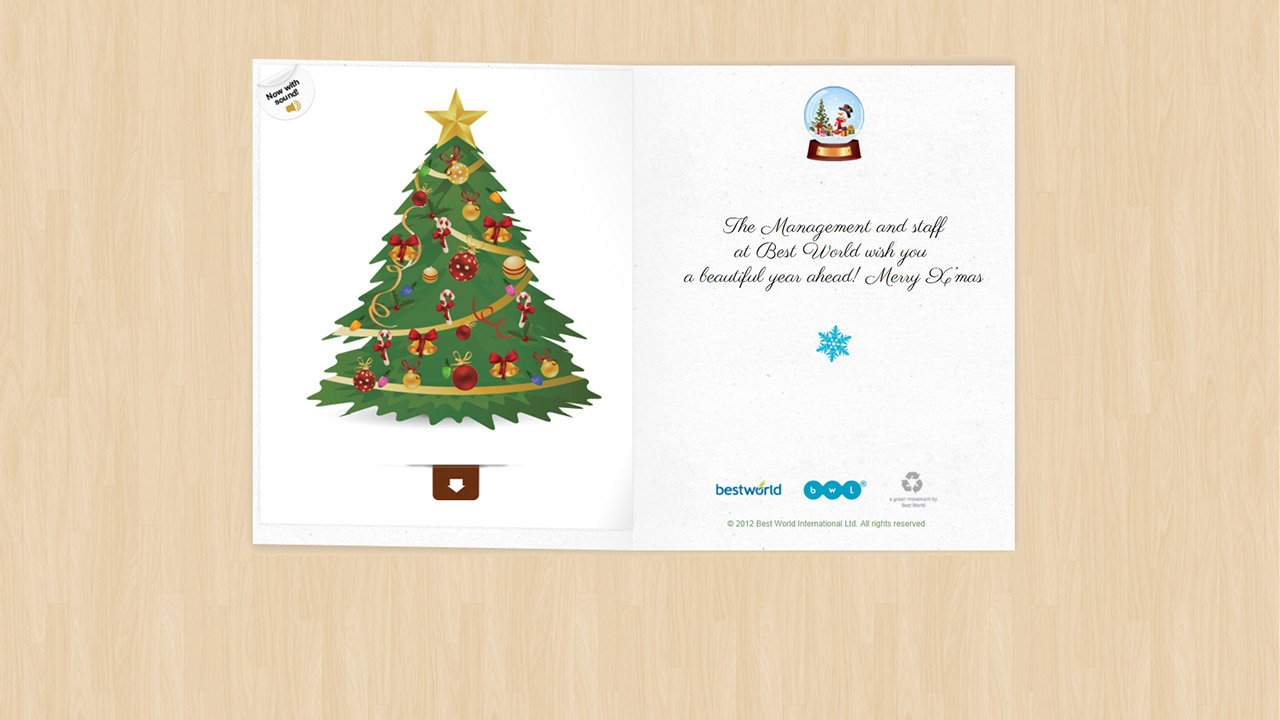 Now with
sound!
The Management and staff
at Best World wish you
a beautiful year ahead! Merry X'mas
bestworld
bwl®
a green movement by
Best World
© 2012 Best World International Ltd. All rights reserved